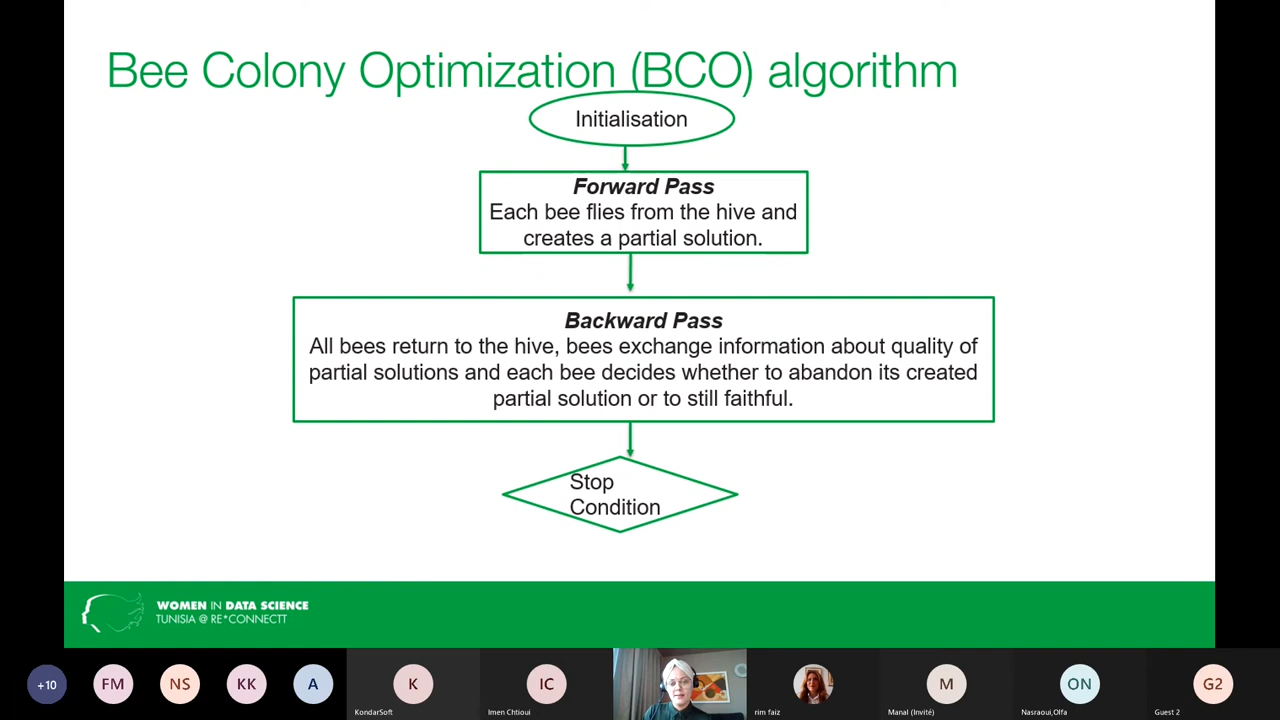 Bee Colony Optimization (BCO) algorithm
Initialisation
Forward Pass
Each bee flies from the hive and
creates a partial solution.
Backward Pass
All bees return to the hive, bees exchange information about quality of
partial solutions and each bee decides whether to abandon its created
partial solution or to still faithful.
Stop
Condition
WOMEN IN DATA SCIENCE
TUNISIA @ RE*CONNECTT
+10
FM
NS
KK
A
K
KondarSoft
IC
Imen Chtioui
rim faiz
M
Manal (Invité)
ON
Nasraoui,Olfa
G2
Guest 2